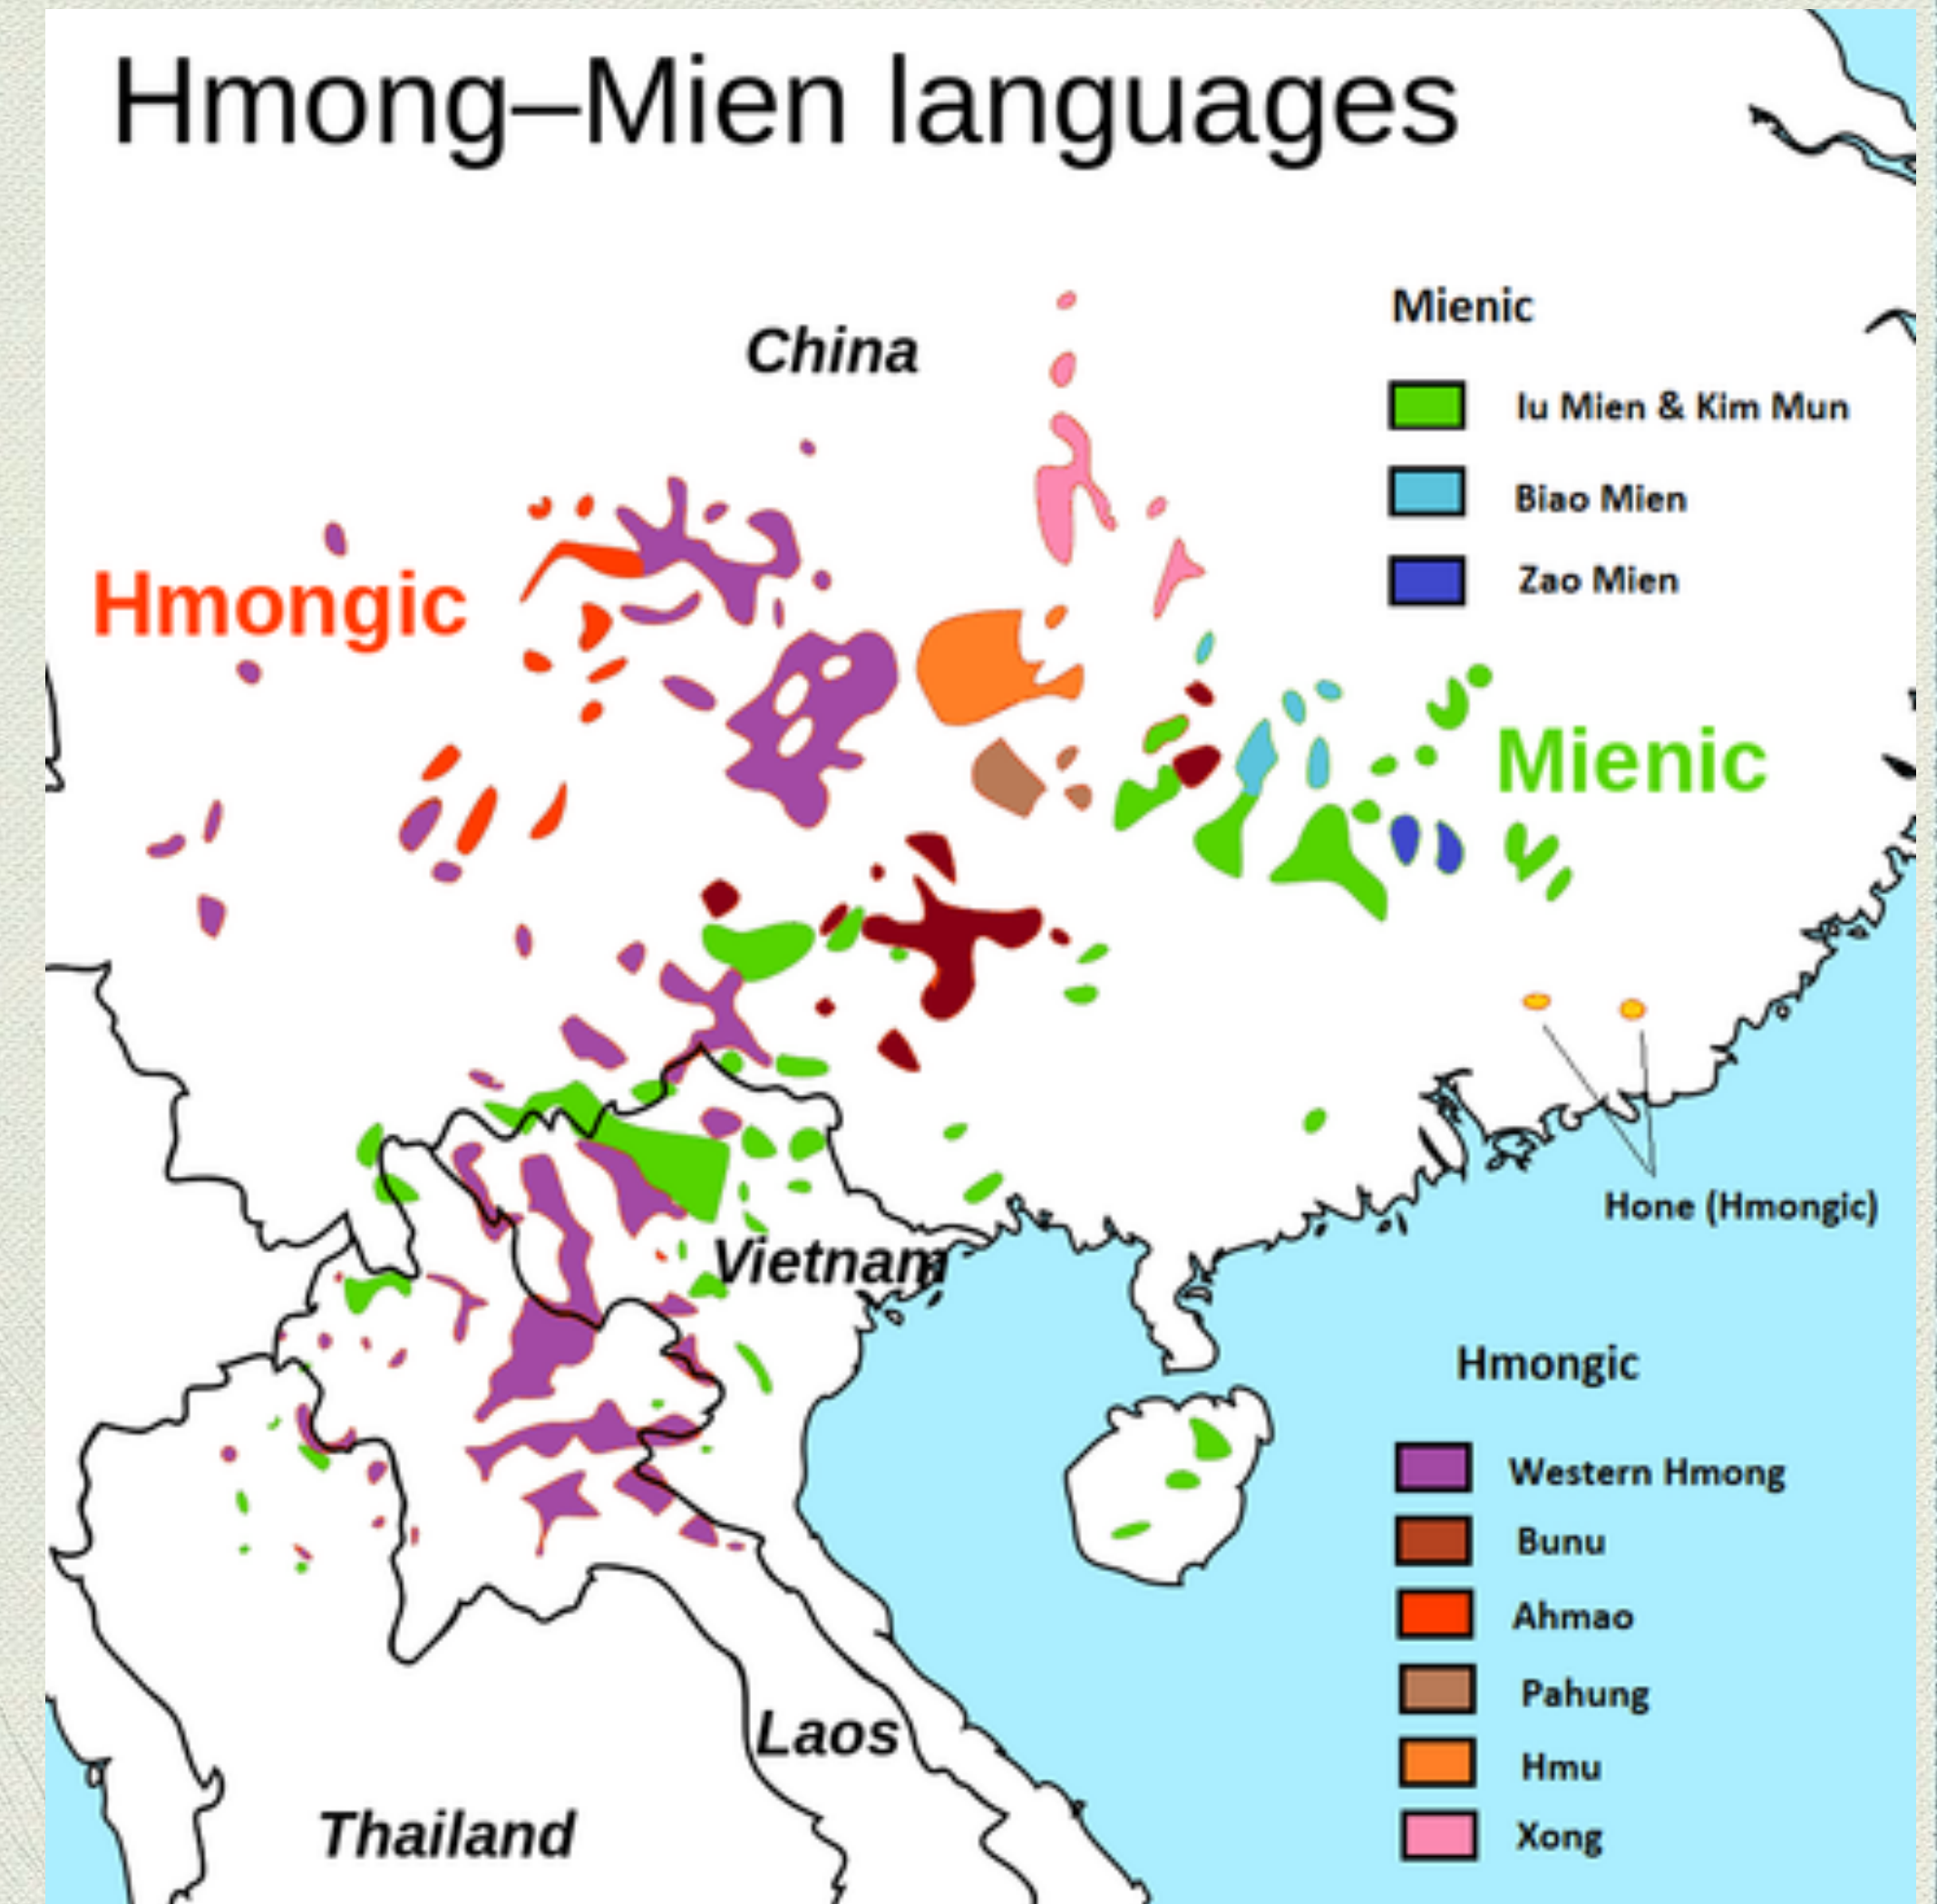 Hmong–Mien languages
China
Mienic
Iu Mien & Kim Mun
Biao Mien
Zao Mien
Hmongic
Mienic
Hone (Hmongic)
Vietnam
Hmongic
Western Hmong
Bunu
Ahmao
Pahung
Hmu
Xong
Laos
Thailand